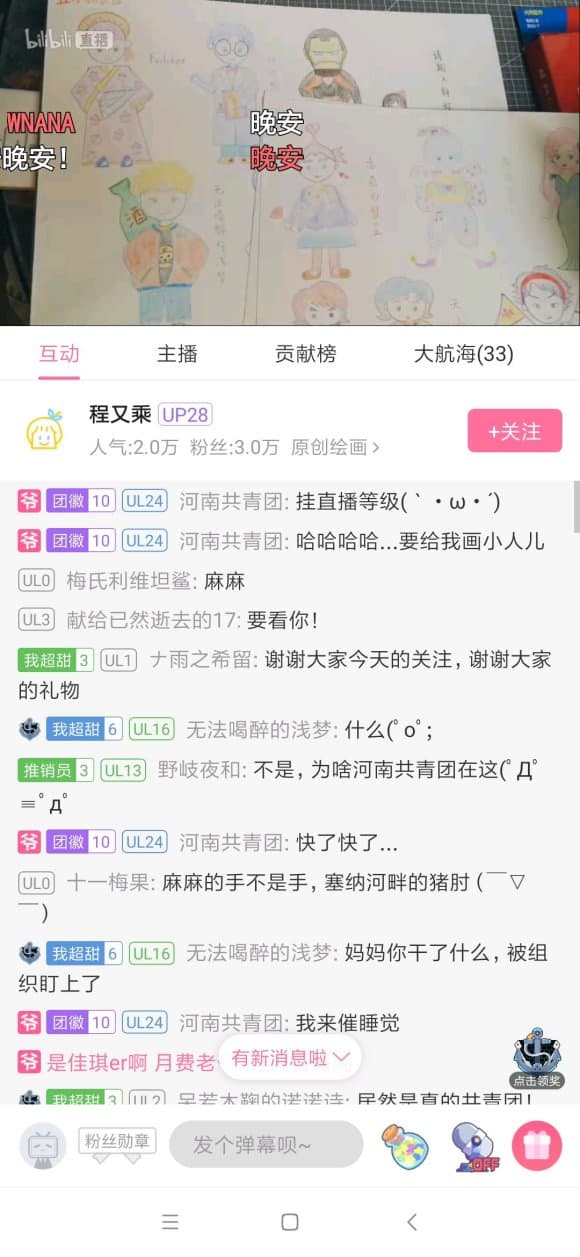 bilibili 直播
WNANA
晚安
晚安！
晚安
酒
互动 主播 贡献榜 大航海(33)
程又乘 UP28
+关注
人气:2.0万 粉丝:3.0万 原创绘画 >
爷 团徽 10 UL24 河南共青团: 挂直播等级(｀・ω・´)
爷 团徽 10 UL24 河南共青团: 哈哈哈哈...要给我画小人儿
UL0 梅氏利维坦鲨: 麻麻
UL3 献给已然逝去的17: 要看你！
我超甜 3 UL1 ナ雨之希留: 谢谢大家今天的关注，谢谢大家
的礼物
我超甜 6 UL16 无法喝醉的浅梦: 什么(ﾟoﾟ;
推销员 3 UL13 野岐夜和: 不是，为啥河南共青团在这(ﾟДﾟ
≡ﾟдﾟ
爷 团徽 10 UL24 河南共青团: 快了快了...
UL0 十一梅果: 麻麻的手不是手，塞纳河畔的猪肘 (￣▽
￣)
我超甜 6 UL16 无法喝醉的浅梦: 妈妈你干了什么，被组
织盯上了
爷 团徽 10 UL24 河南共青团: 我来催睡觉
爷 是佳琪er啊 月费老
有新消息啦
点击领奖
我超甜 3 UL2 呆若木鞠的诺诺诗: 居然是真的共青团！
粉丝勋章
发个弹幕呗~
OFF